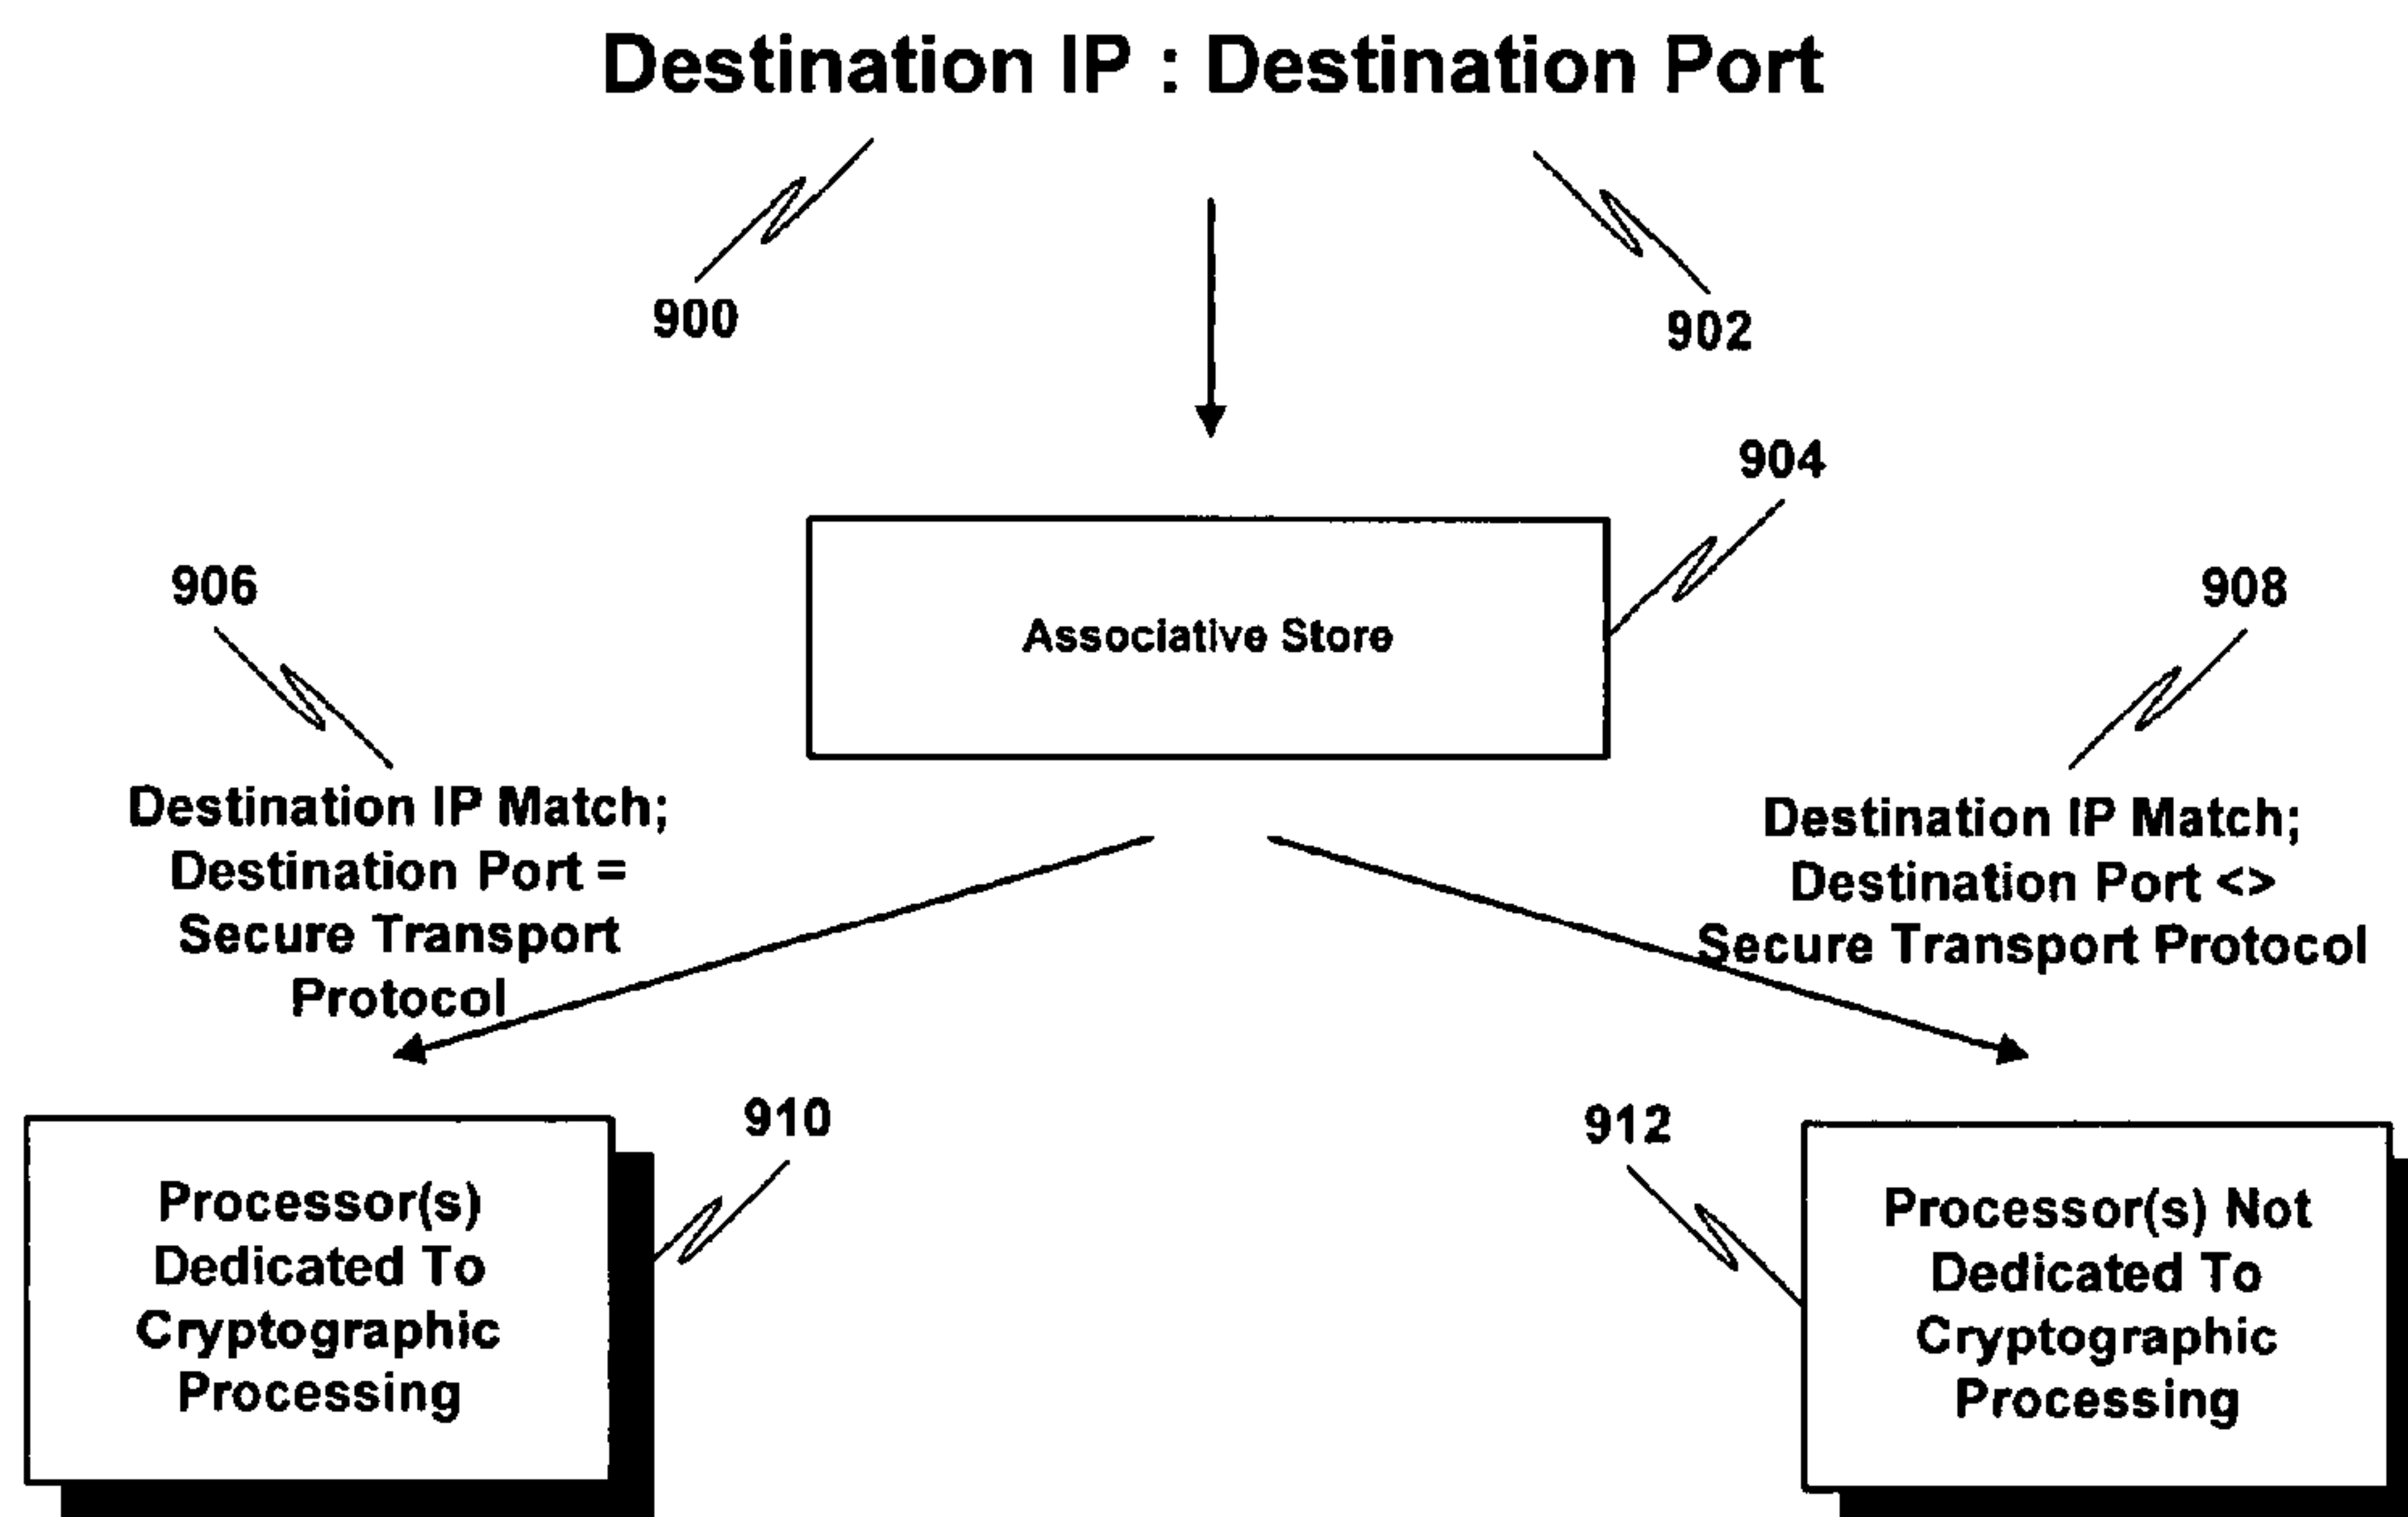 Destination IP : Destination Port
900
902
904
Associative Store
906
908
Destination IP Match;
Destination Port =
Secure Transport
Protocol
Destination IP Match;
Destination Port <>
Secure Transport Protocol
910
912
Processor(s)
Dedicated To
Cryptographic
Processing
Processor(s) Not
Dedicated To
Cryptographic
Processing